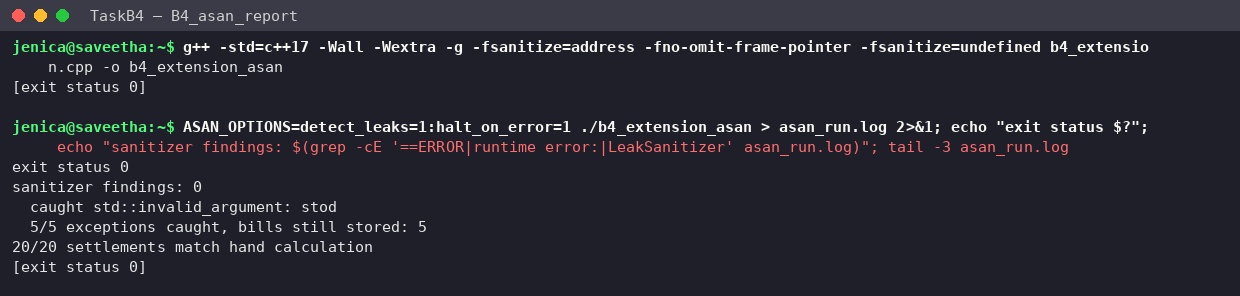 TaskB4 — B4_asan_report
jenica@saveetha:~$ g++ -std=c++17 -Wall -Wextra -g -fsanitize=address -fno-omit-frame-pointer -fsanitize=undefined b4_extensio
n.cpp -o b4_extension_asan
[exit status 0]
jenica@saveetha:~$ ASAN_OPTIONS=detect_leaks=1:halt_on_error=1 ./b4_extension_asan > asan_run.log 2>&1; echo "exit status $?";
echo "sanitizer findings: $(grep -cE '==ERROR|runtime error:|LeakSanitizer' asan_run.log)"; tail -3 asan_run.log
exit status 0
sanitizer findings: 0
caught std::invalid_argument: stod
5/5 exceptions caught, bills still stored: 5
20/20 settlements match hand calculation
[exit status 0]